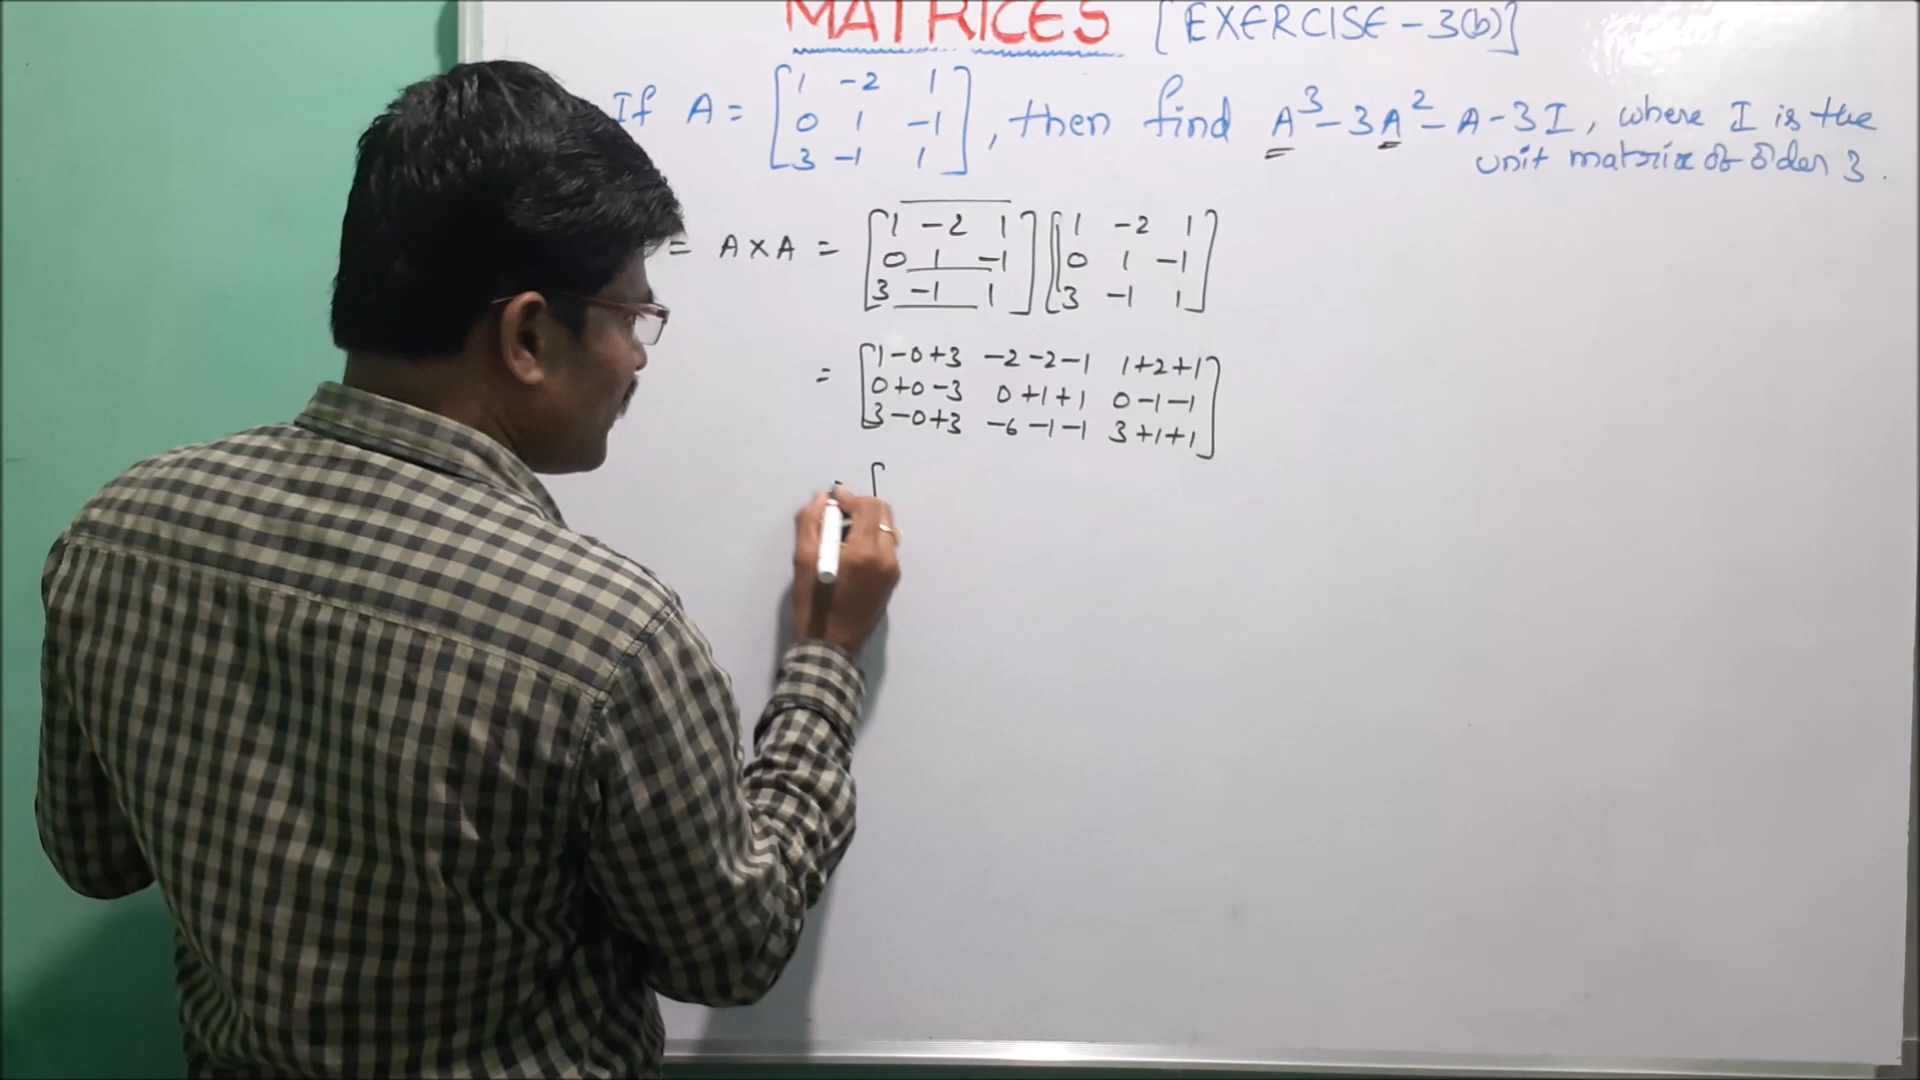 MATRICES [EXERCISE - 3(b)]
If A = [1 -2 1
0 1 -1
3 -1 1], then find A³ - 3A² - A - 3I, where I is the
unit matrix of order 3.
= A × A = [1 -2 1] [1 -2 1]
[0 1 -1] [0 1 -1]
[3 -1 1] [3 -1 1]
= [1-0+3 -2-2-1 1+2+1]
[0+0-3 0+1+1 0-1-1]
[3-0+3 -6-1-1 3+1+1]
[